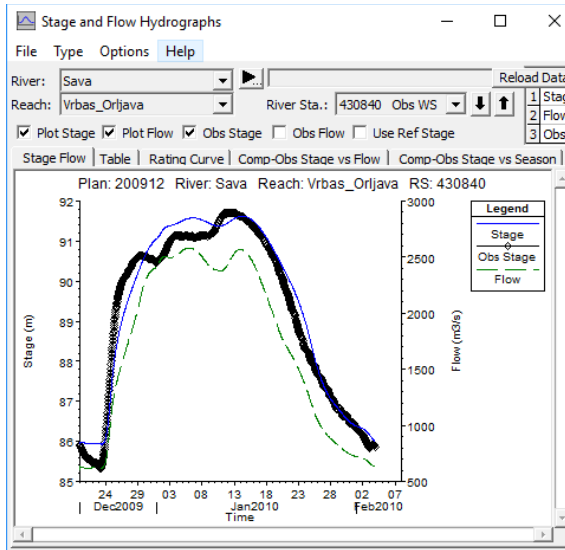 Stage and Flow Hydrographs
File Type Options Help
River: Sava Reload Data
Reach: Vrbas_Orljava River Sta.: 430840 Obs WS 1 Stag
2 Flow
Plot Stage Plot Flow Obs Stage Obs Flow Use Ref Stage 3 Obs
Stage Flow Table Rating Curve Comp-Obs Stage vs Flow Comp-Obs Stage vs Season
Plan: 200912 River: Sava Reach: Vrbas_Orljava RS: 430840
92 3000
Legend
Stage
Obs Stage
Flow
91
2500
90
89 2000
Stage (m) Flow (m3/s)
88 1500
87
1000
86
85 500
24 29 03 08 13 18 23 28 02 07
Dec2009 Jan2010 Feb2010
Time